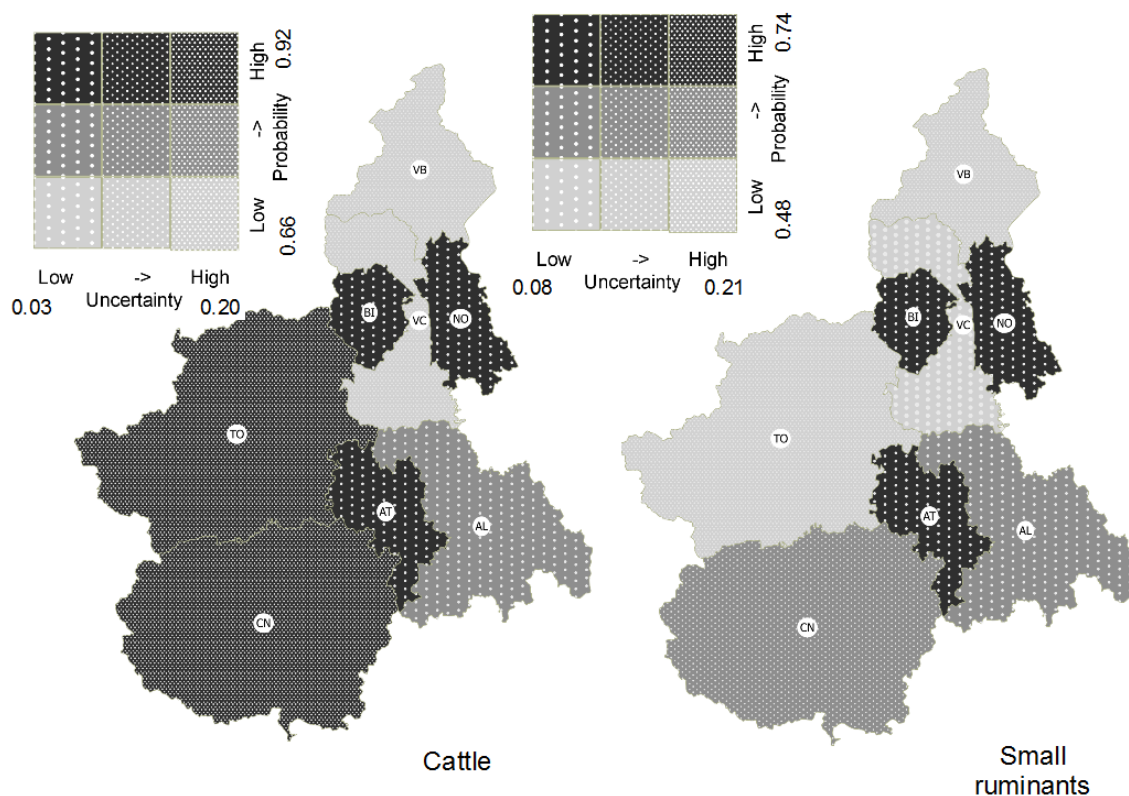 High
0.92
->
Probability
Low
0.66
Low -> High
0.03 Uncertainty 0.20
VB
BI
VC
NO
TO
AT
AL
CN
Cattle
High
0.74
->
Probability
Low
0.48
Low -> High
0.08 Uncertainty 0.21
VB
BI
VC
NO
TO
AT
AL
CN
Small
ruminants